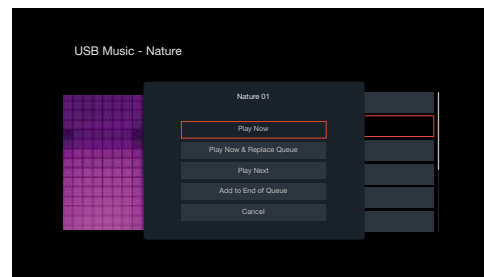 USB Music - Nature
Nature 01
Play Now
Play Now & Replace Queue
Play Next
Add to End of Queue
Cancel